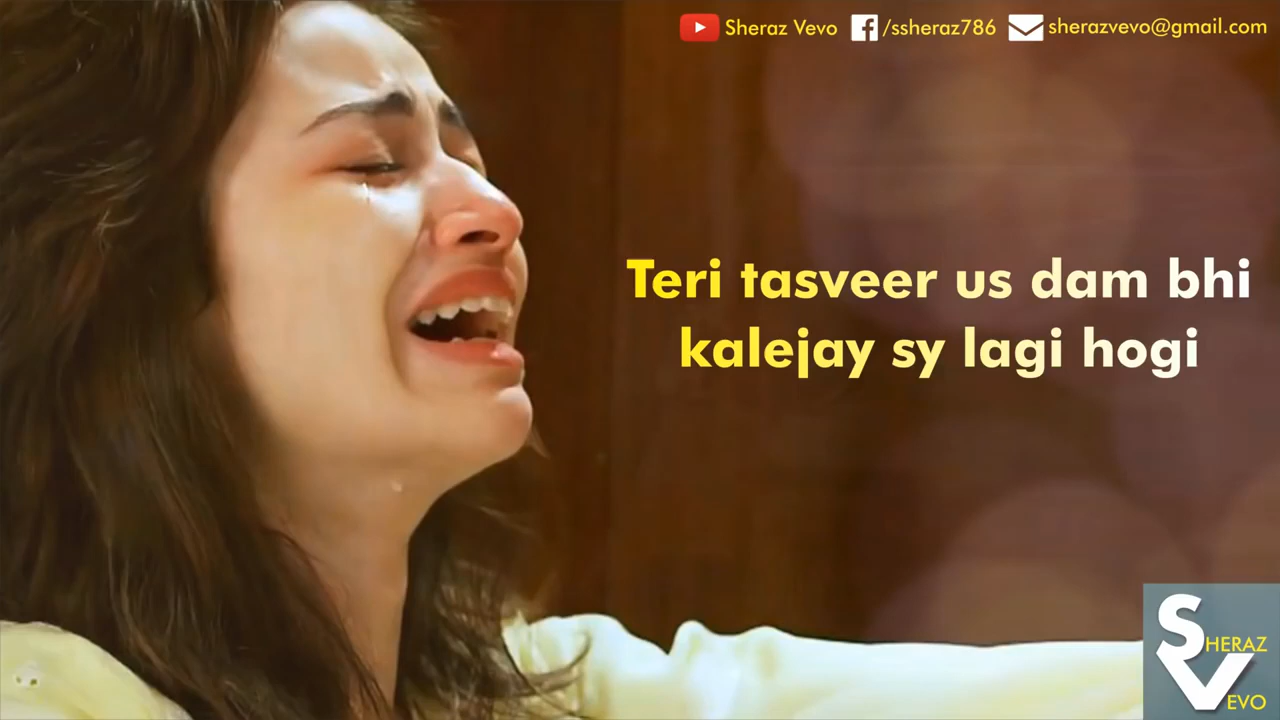 Sheraz Vevo /ssheraz786 sherazvevo@gmail.com
Teri tasveer us dam bhi
kalejay sy lagi hogi
SHERAZ
VEVO